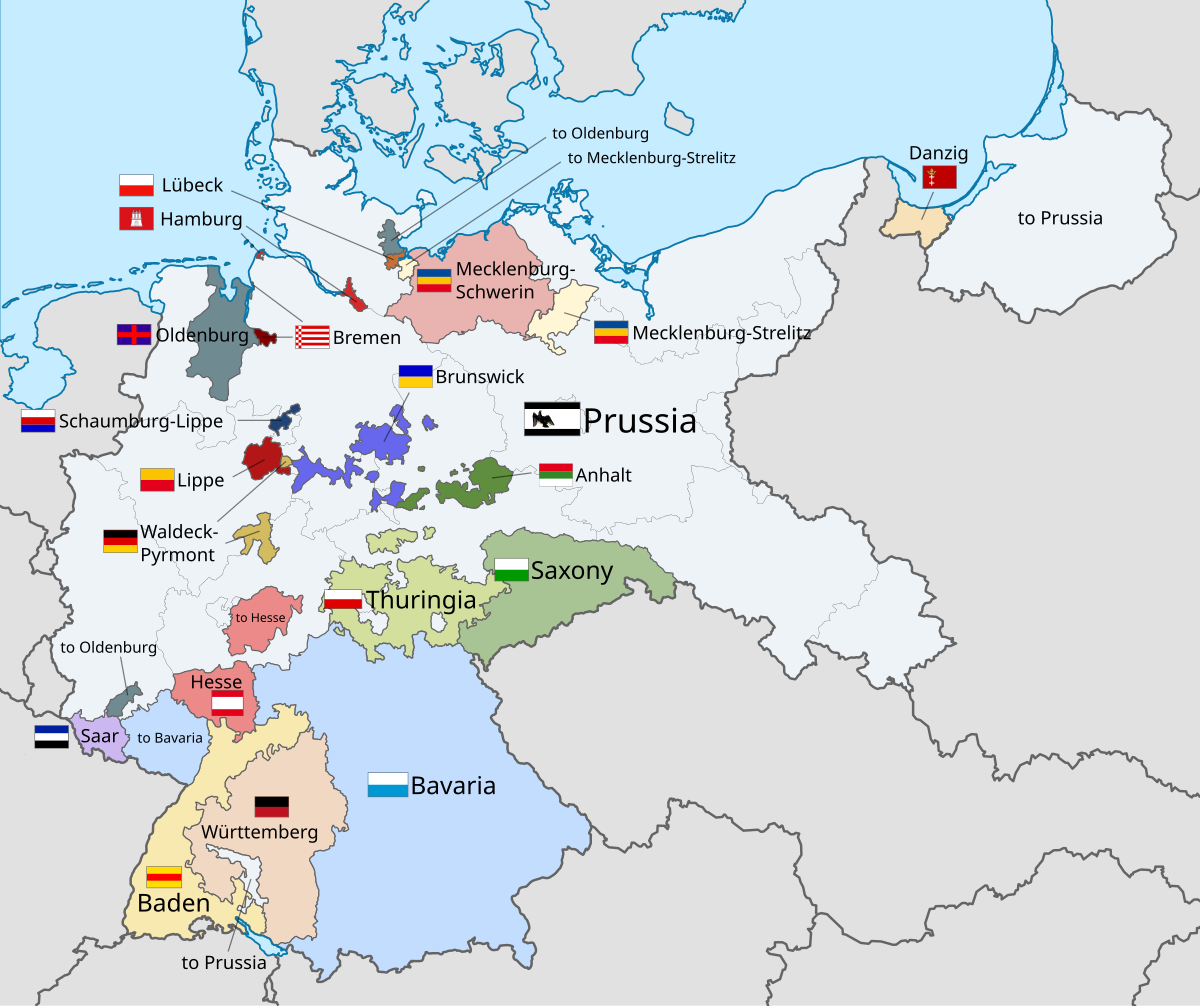 to Oldenburg
to Mecklenburg-Strelitz
Danzig
Lübeck
Hamburg
to Prussia
Mecklenburg-
Schwerin
Mecklenburg-Strelitz
Oldenburg
Bremen
Brunswick
Schaumburg-Lippe
Prussia
Lippe
Anhalt
Waldeck-
Pyrmont
Saxony
Thuringia
to Hesse
to Oldenburg
Hesse
Saar
to Bavaria
Bavaria
Württemberg
Baden
to Prussia